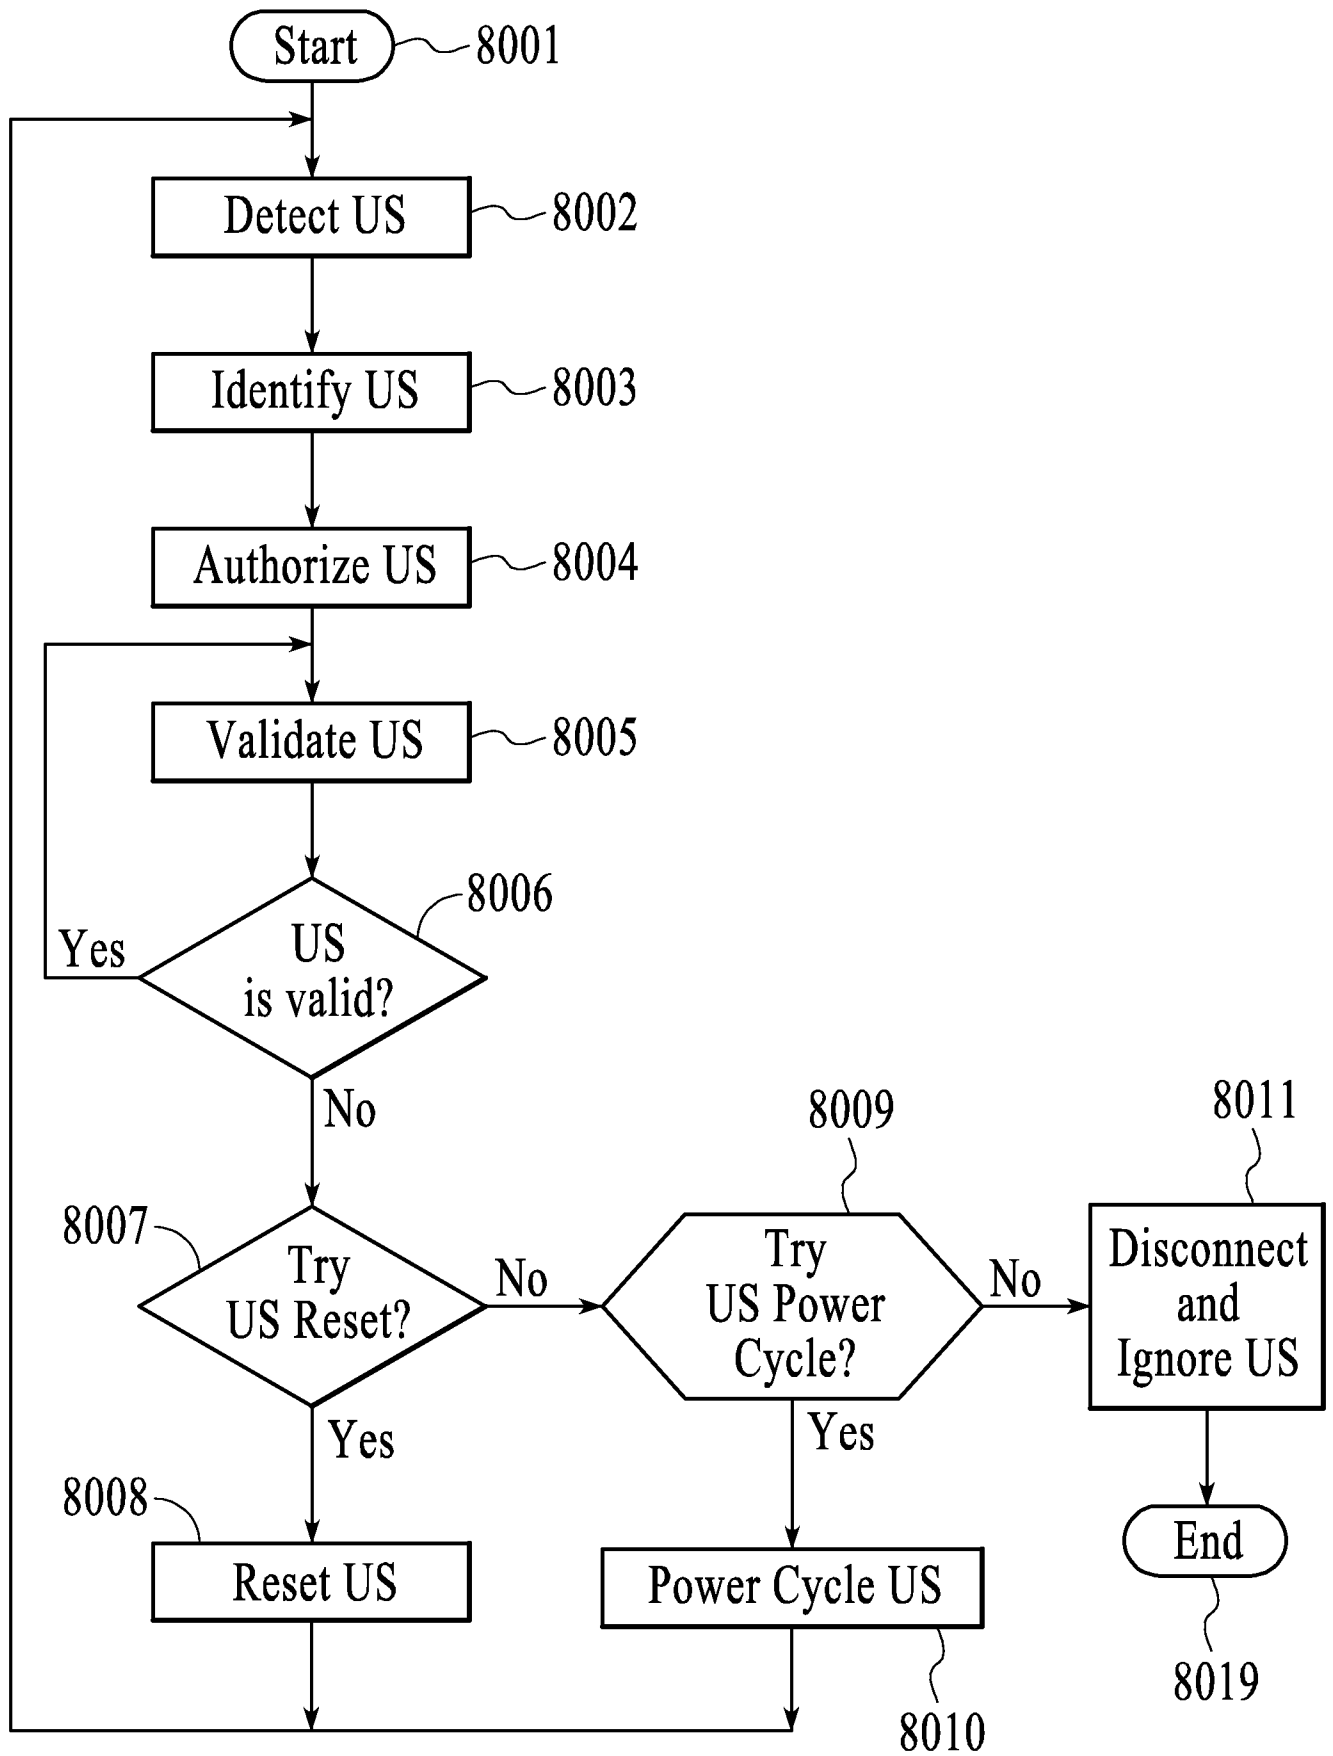 Start
8001
Detect US
8002
Identify US
8003
Authorize US
8004
Validate US
8005
8006
US
is valid?
Yes
No
8007
Try
US Reset?
No
Yes
8009
Try
US Power
Cycle?
No
Yes
8011
Disconnect
and
Ignore US
8008
Reset US
Power Cycle US
8010
End
8019